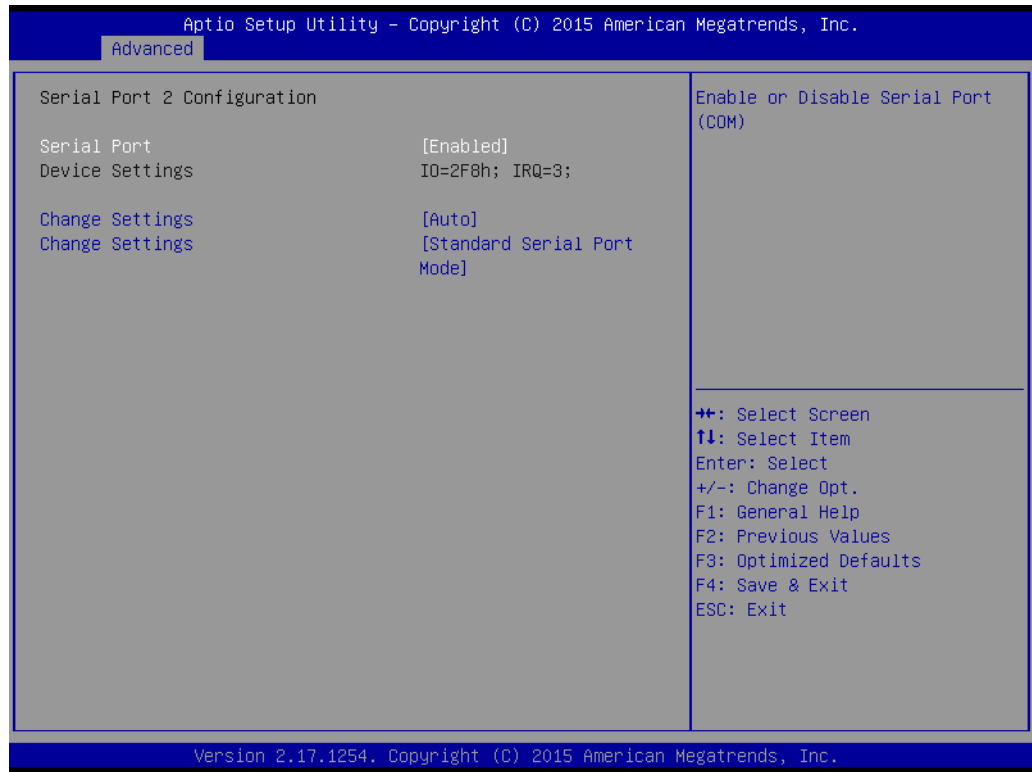 Aptio Setup Utility – Copyright (C) 2015 American Megatrends, Inc.
Advanced
Serial Port 2 Configuration
Serial Port [Enabled]
Device Settings IO=2F8h; IRQ=3;
Change Settings [Auto]
Change Settings [Standard Serial Port
Mode]
Enable or Disable Serial Port
(COM)
→←: Select Screen
↑↓: Select Item
Enter: Select
+/-: Change Opt.
F1: General Help
F2: Previous Values
F3: Optimized Defaults
F4: Save & Exit
ESC: Exit
Version 2.17.1254. Copyright (C) 2015 American Megatrends, Inc.